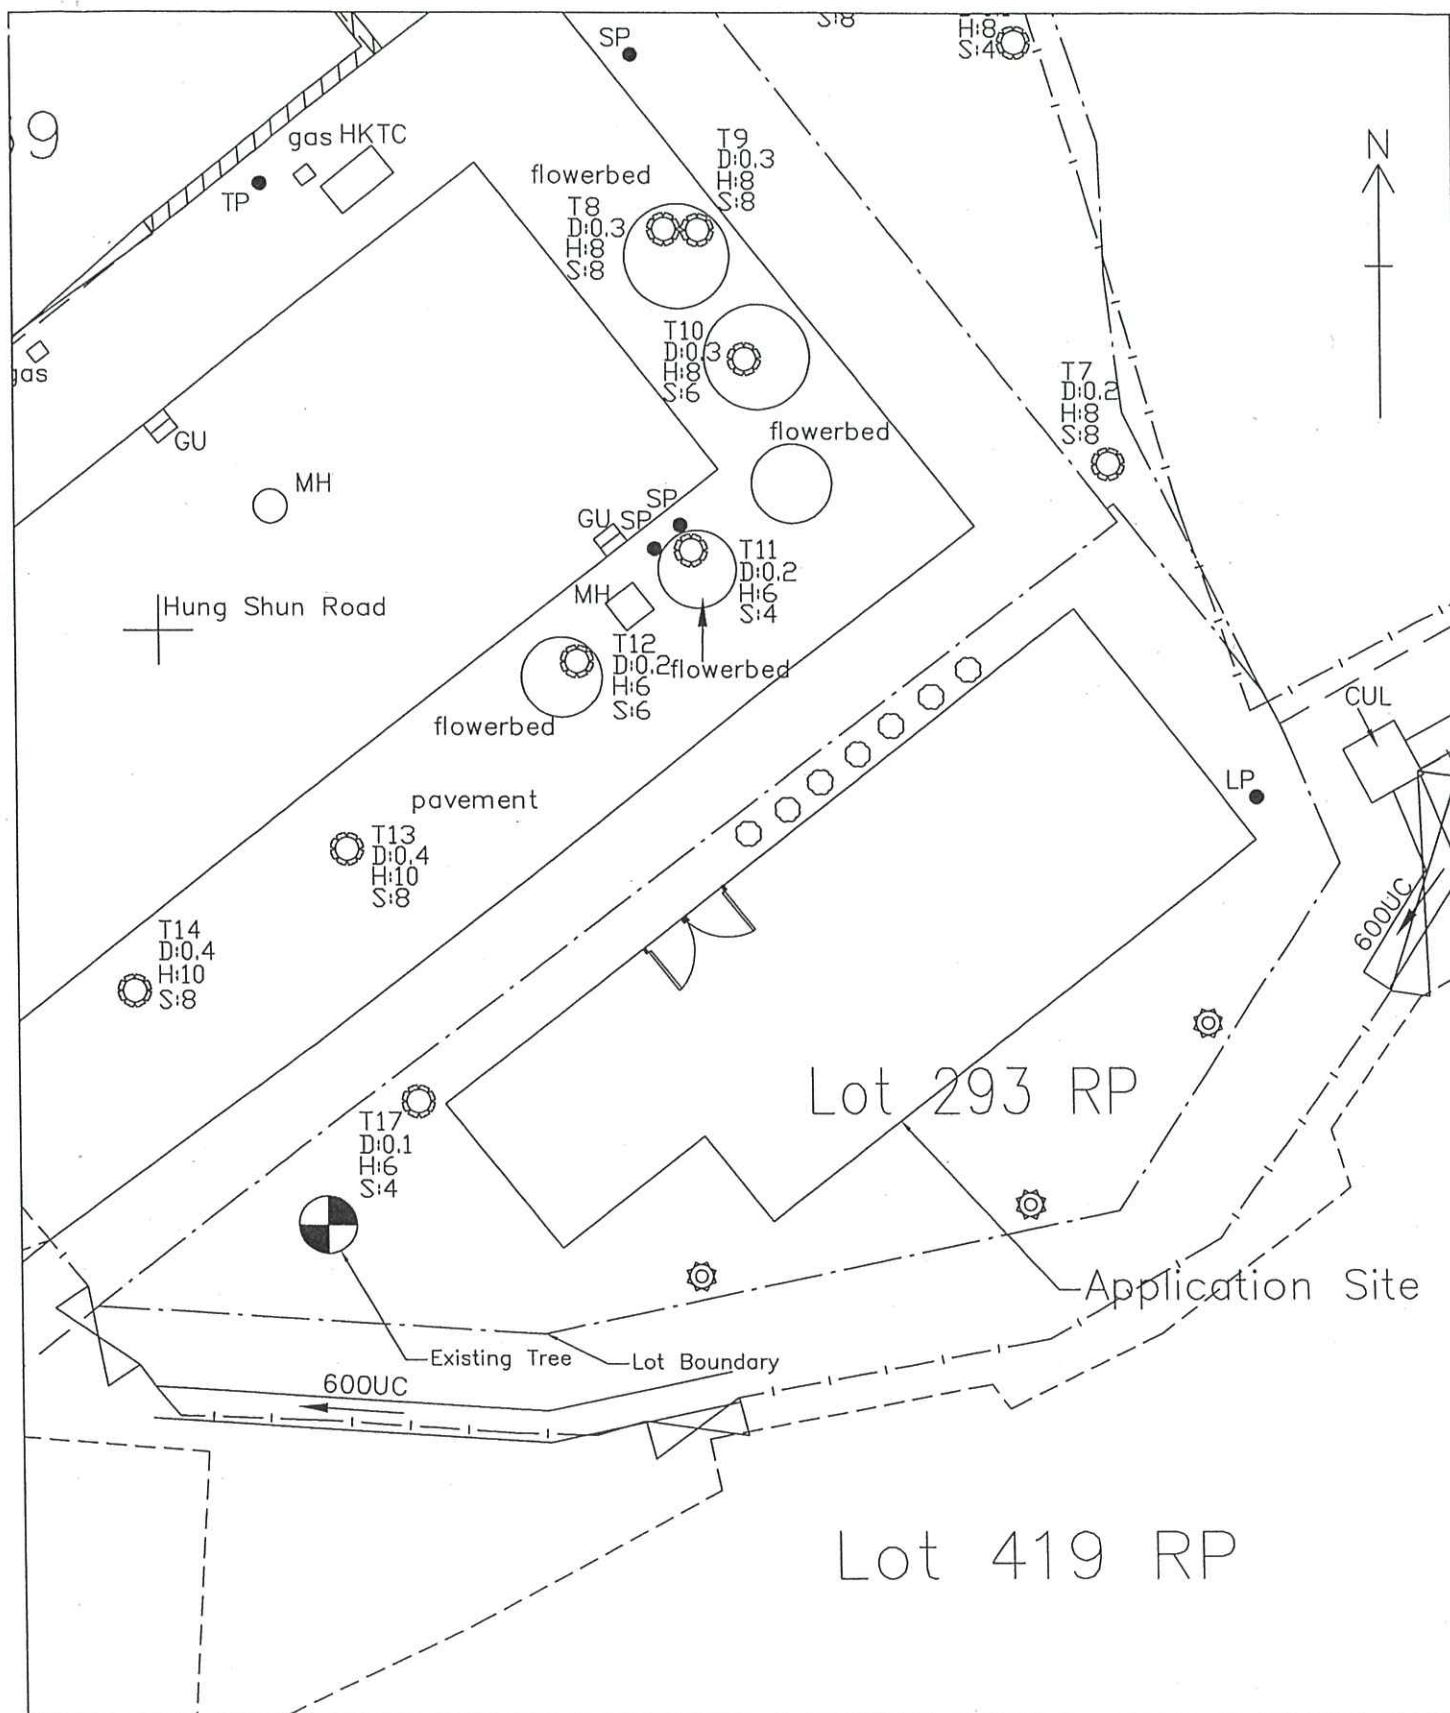 S:8
H:8
S:4
SP
9
gas HKTC
TP
flowerbed
T9
D:0.3
H:8
S:8
N
T8
D:0.3
H:8
S:8
T10
D:0.3
H:8
S:6
gas
T7
D:0.2
H:8
S:8
GU
flowerbed
MH
SP
GU SP
T11
D:0.2
H:6
S:4
MH
Hung Shun Road
T12
D:0.2
H:6
S:6
flowerbed
flowerbed
CUL
LP
pavement
T13
D:0.4
H:10
S:8
600UC
T14
D:0.4
H:10
S:8
Lot 293 RP
T17
D:0.1
H:6
S:4
Application Site
Existing Tree
Lot Boundary
600UC
Lot 419 RP